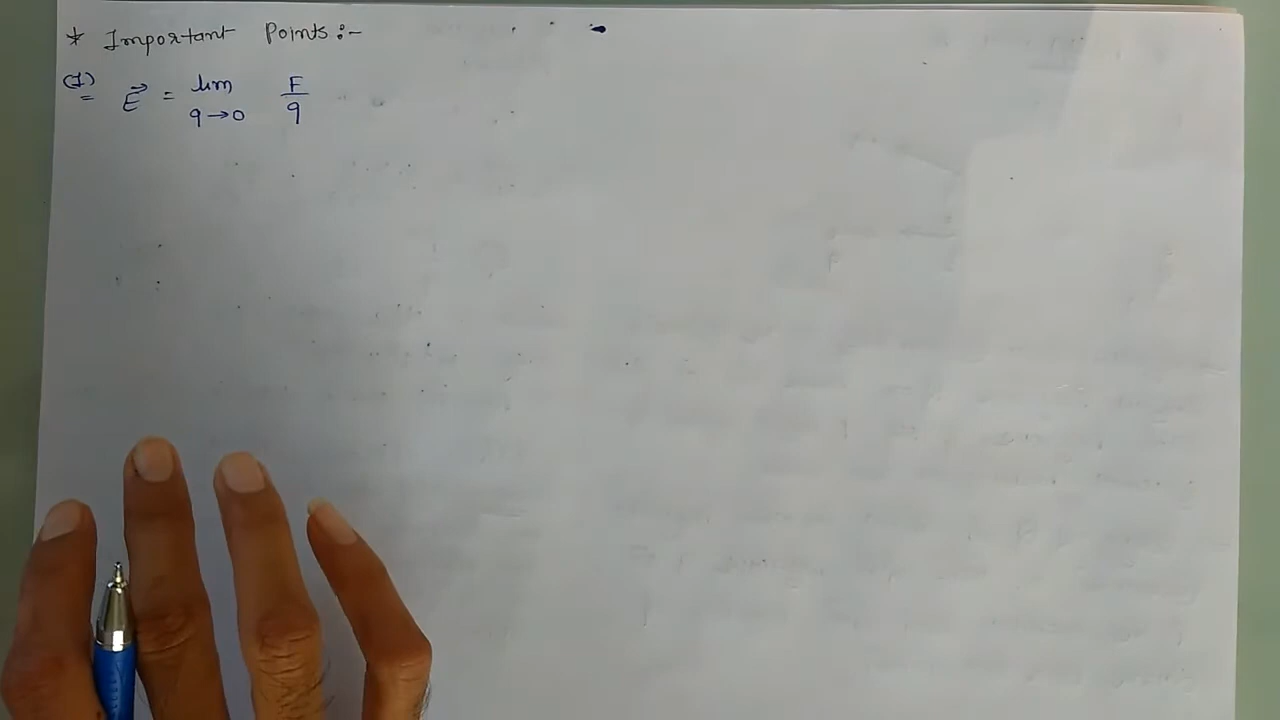 * Important Points:-
(1) E⃗ = lim F/q
q→0